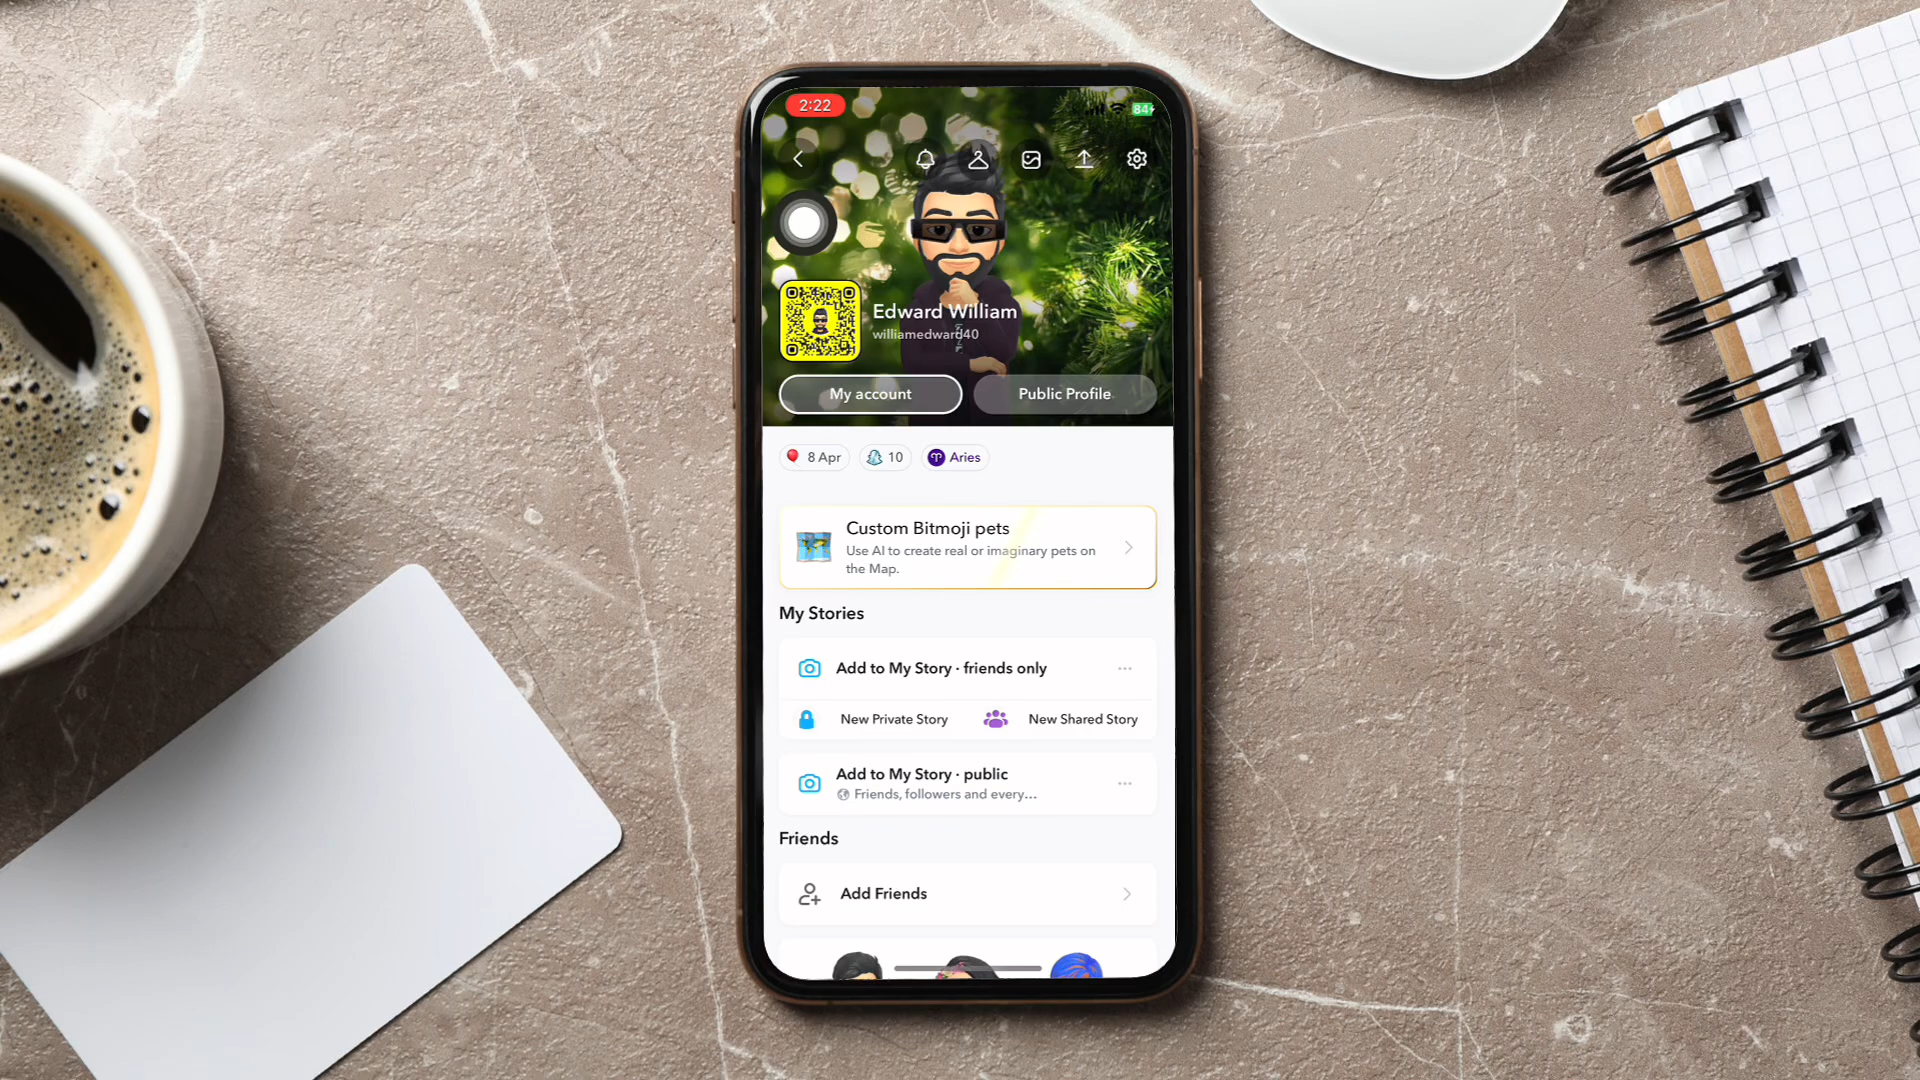 2:22
84
Edward William
williamedward40
My account
Public Profile
8 Apr
10
Aries
Custom Bitmoji pets
Use AI to create real or imaginary pets on
the Map.
My Stories
Add to My Story · friends only
New Private Story
New Shared Story
Add to My Story · public
Friends, followers and every...
Friends
Add Friends